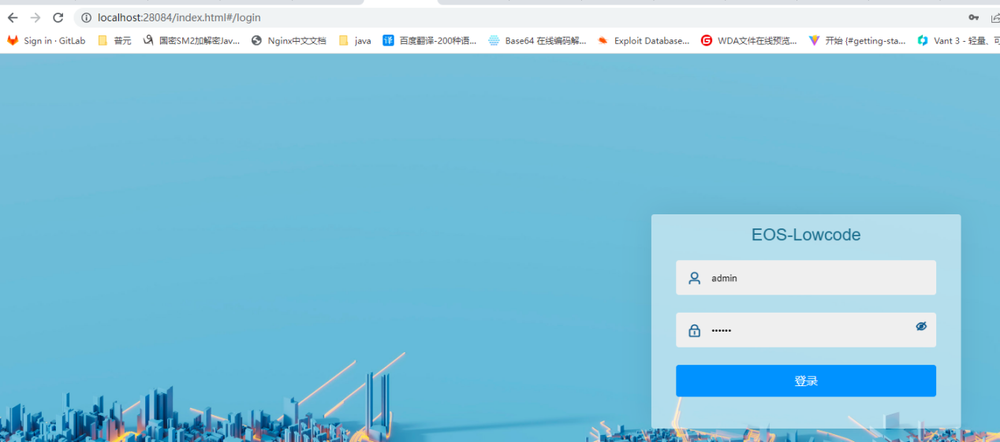 localhost:28084/index.html#/login
Sign in · GitLab 普元 国密SM2加解密Jav... Nginx中文文档 java 译 百度翻译-200种语... Base64 在线编码解... Exploit Database... WDA文件在线预览... 开始 {#getting-sta... Vant 3 - 轻量、可
EOS-Lowcode
admin
••••••
登录